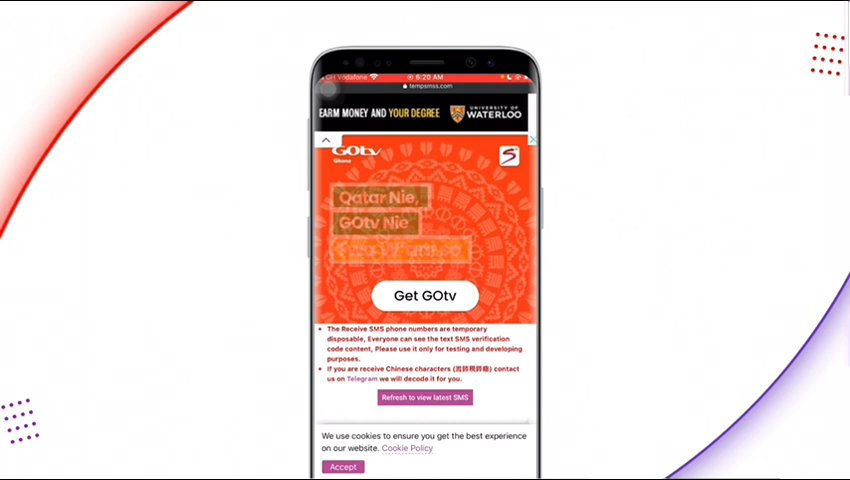 GH Vodafone
6:20 AM
tempsmss.com
EARM MONEY AND YOUR DEGREE
UNIVERSITY OF
WATERLOO
GOtv
Ghana
S
Qatar Nie,
GOtv Nie
Get GOtv
The Receive SMS phone numbers are temporary
disposable, Everyone can see the text SMS verification
code content, Please use it only for testing and developing
purposes.
If you are receive Chinese characters (
) contact
us on Telegram we will decode it for you.
Refresh to view latest SMS
We use cookies to ensure you get the best experience
on our website. Cookie Policy
Accept